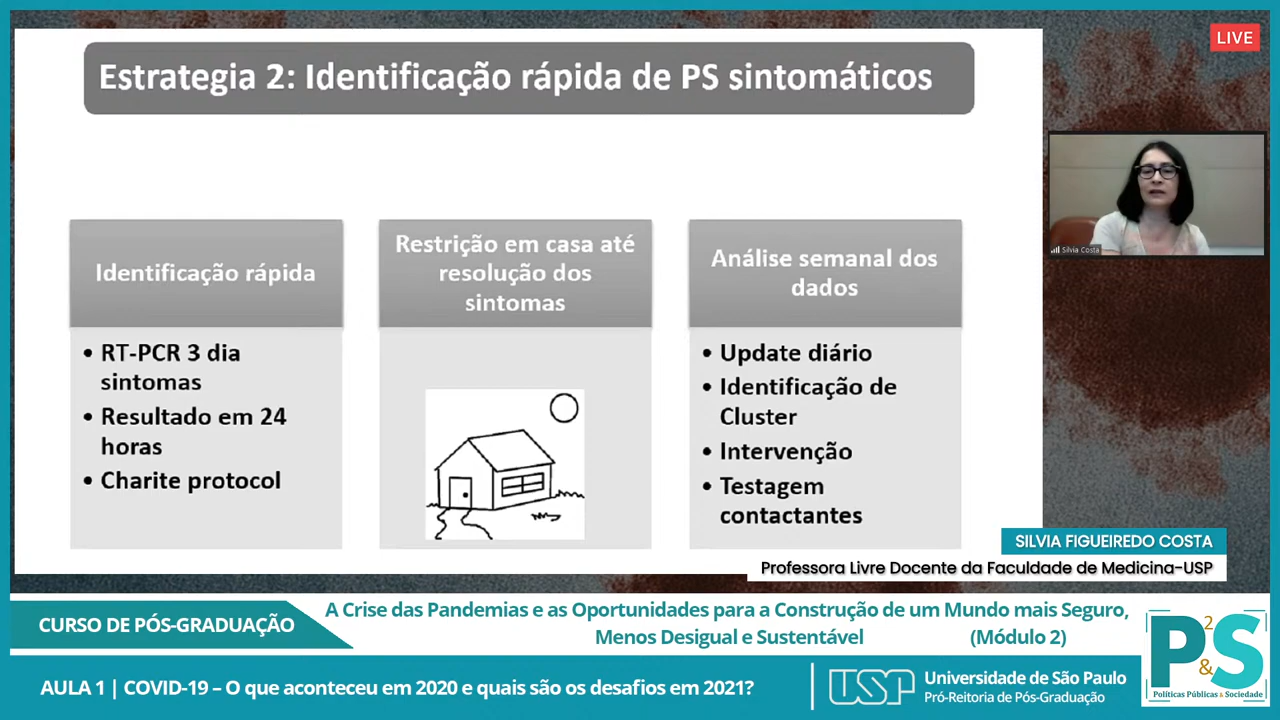 LIVE
Estrategia 2: Identificação rápida de PS sintomáticos
Identificação rápida
• RT-PCR 3 dia
sintomas
• Resultado em 24
horas
• Charite protocol
Restrição em casa até
resolução dos
sintomas
Análise semanal dos
dados
• Update diário
• Identificação de
Cluster
• Intervenção
• Testagem
contactantes
Silvia Costa
SILVIA FIGUEIREDO COSTA
Professora Livre Docente da Faculdade de Medicina-USP
CURSO DE PÓS-GRADUAÇÃO
A Crise das Pandemias e as Oportunidades para a Construção de um Mundo mais Seguro,
Menos Desigual e Sustentável (Módulo 2)
AULA 1 | COVID-19 – O que aconteceu em 2020 e quais são os desafios em 2021?
USP
Universidade de São Paulo
Pró-Reitoria de Pós-Graduação
P2&S
Políticas Públicas & Sociedade